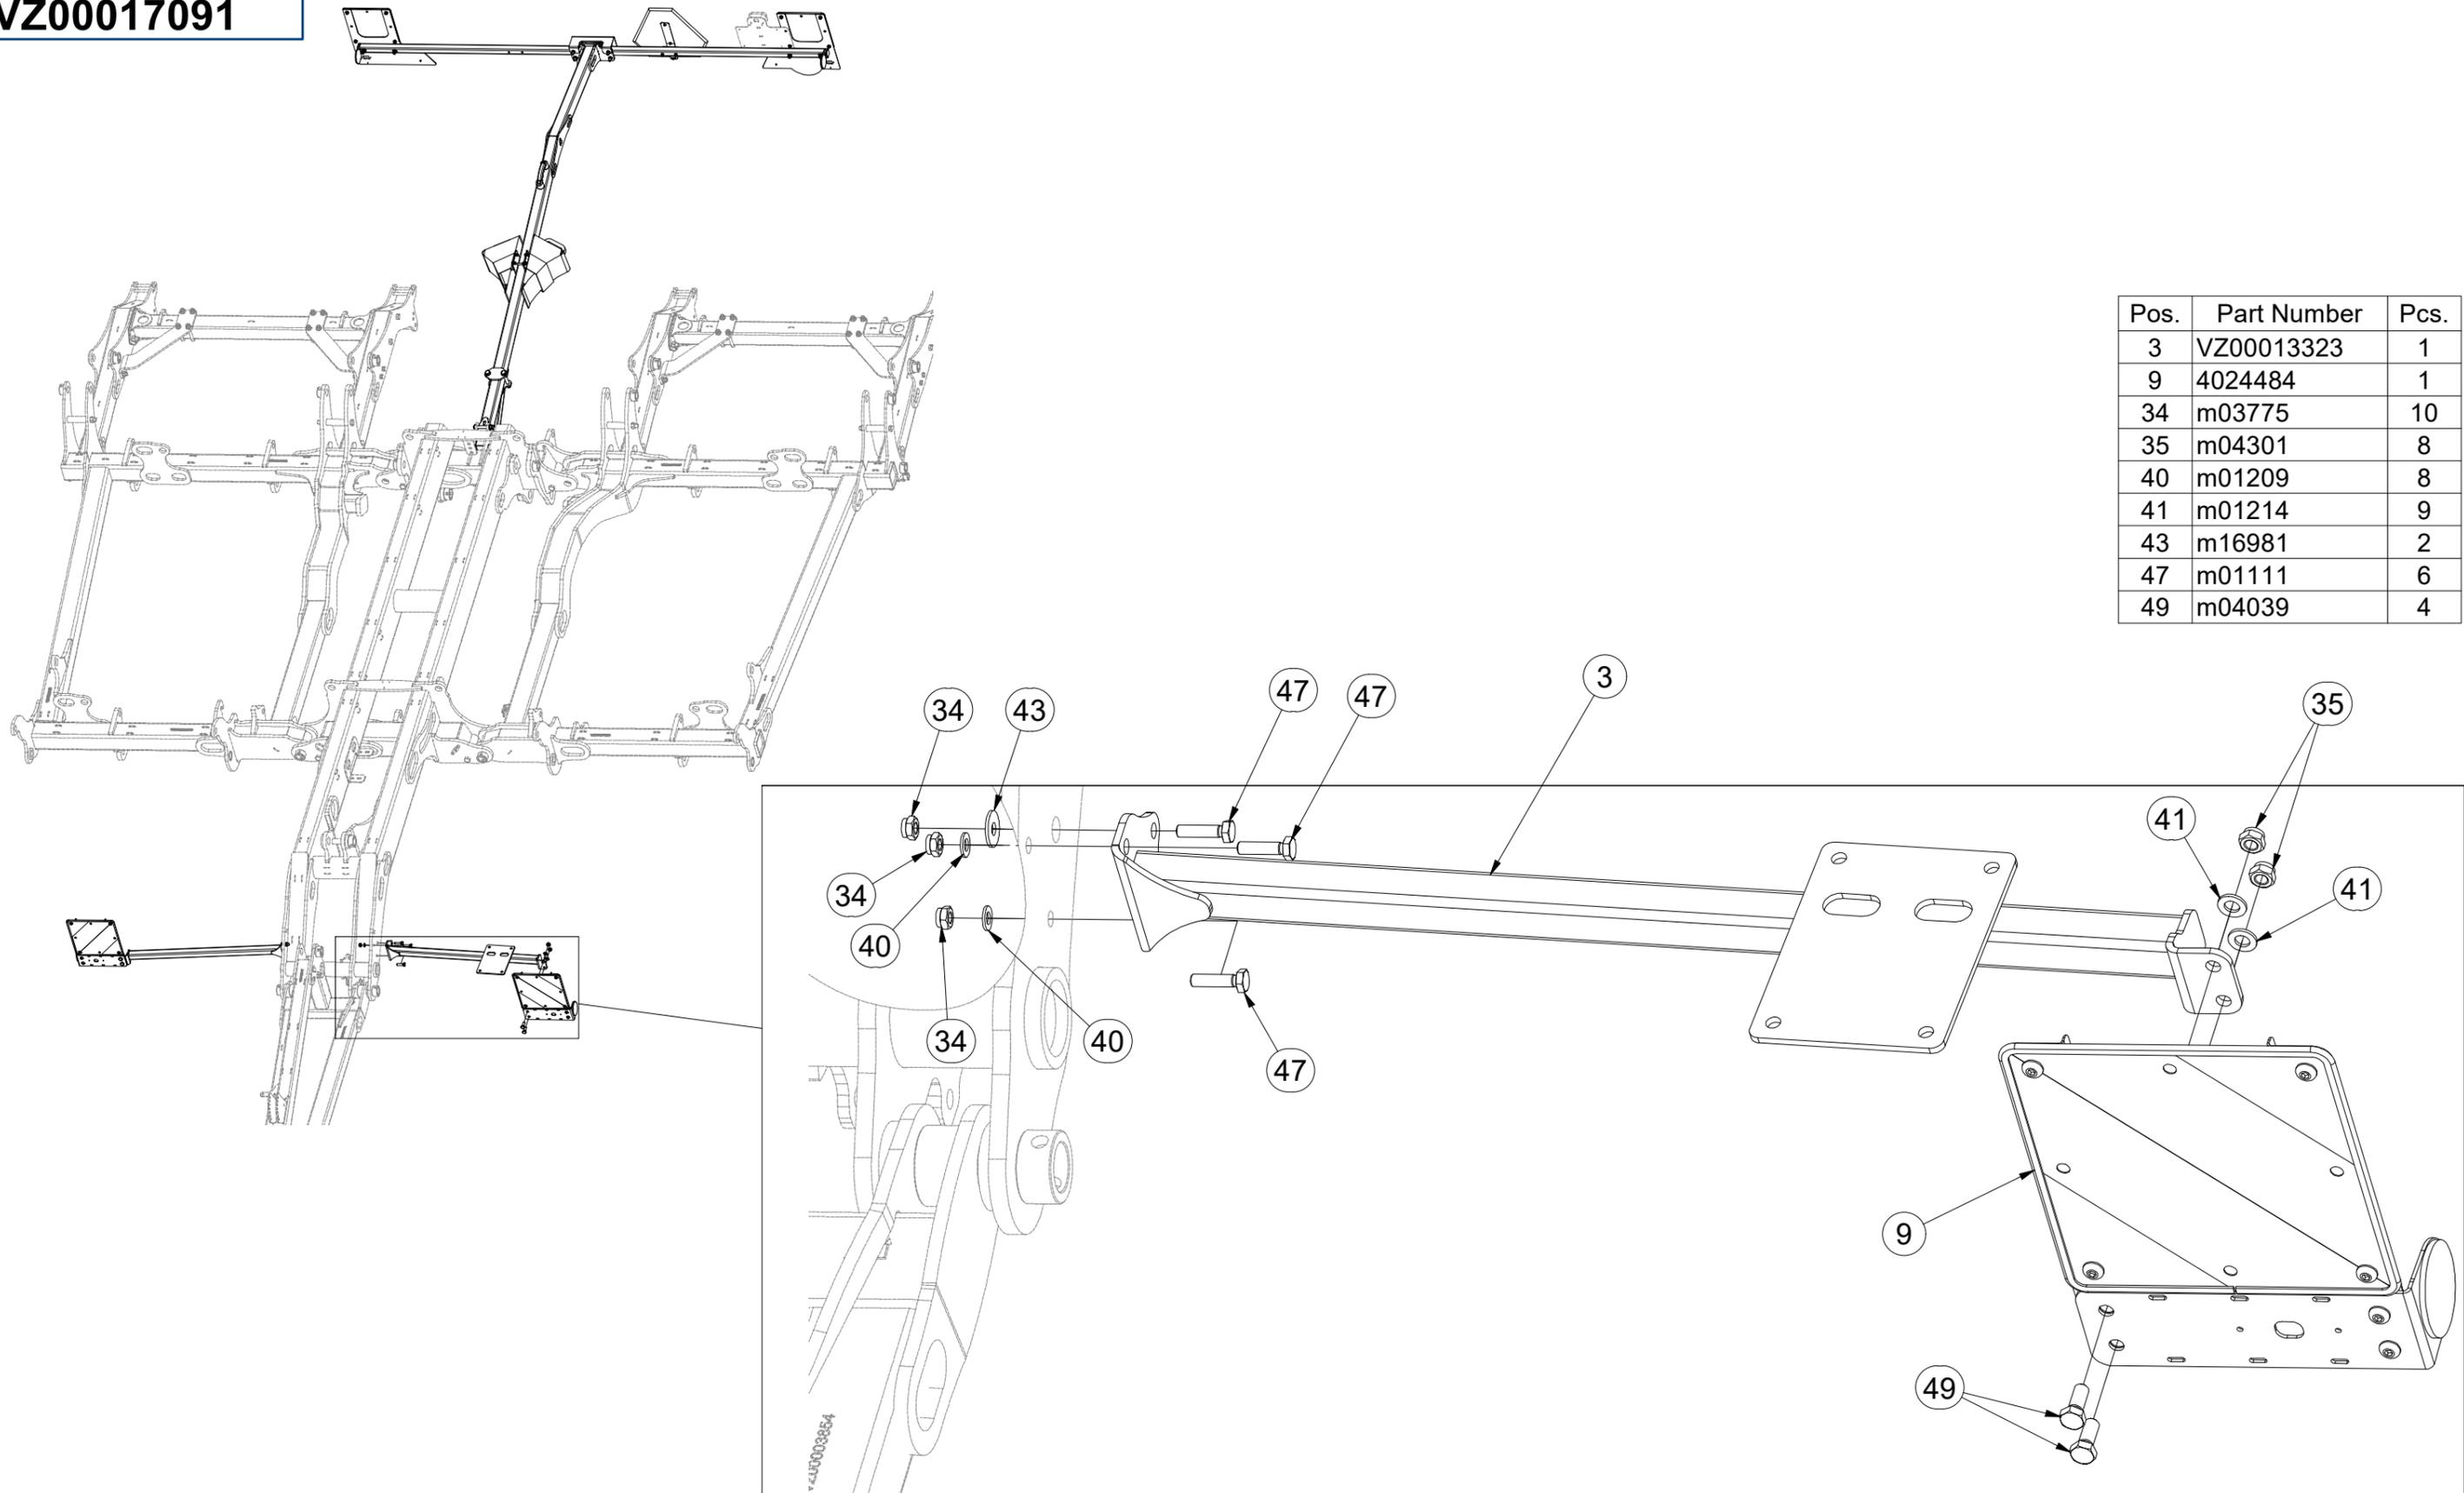 VZ00017091
Pos. Part Number Pcs.
3 VZ00013323 1
9 4024484 1
34 m03775 10
35 m04301 8
40 m01209 8
41 m01214 9
43 m16981 2
47 m01111 6
49 m04039 4
3
47
47
34
43
35
41
34
41
40
34
40
47
9
49